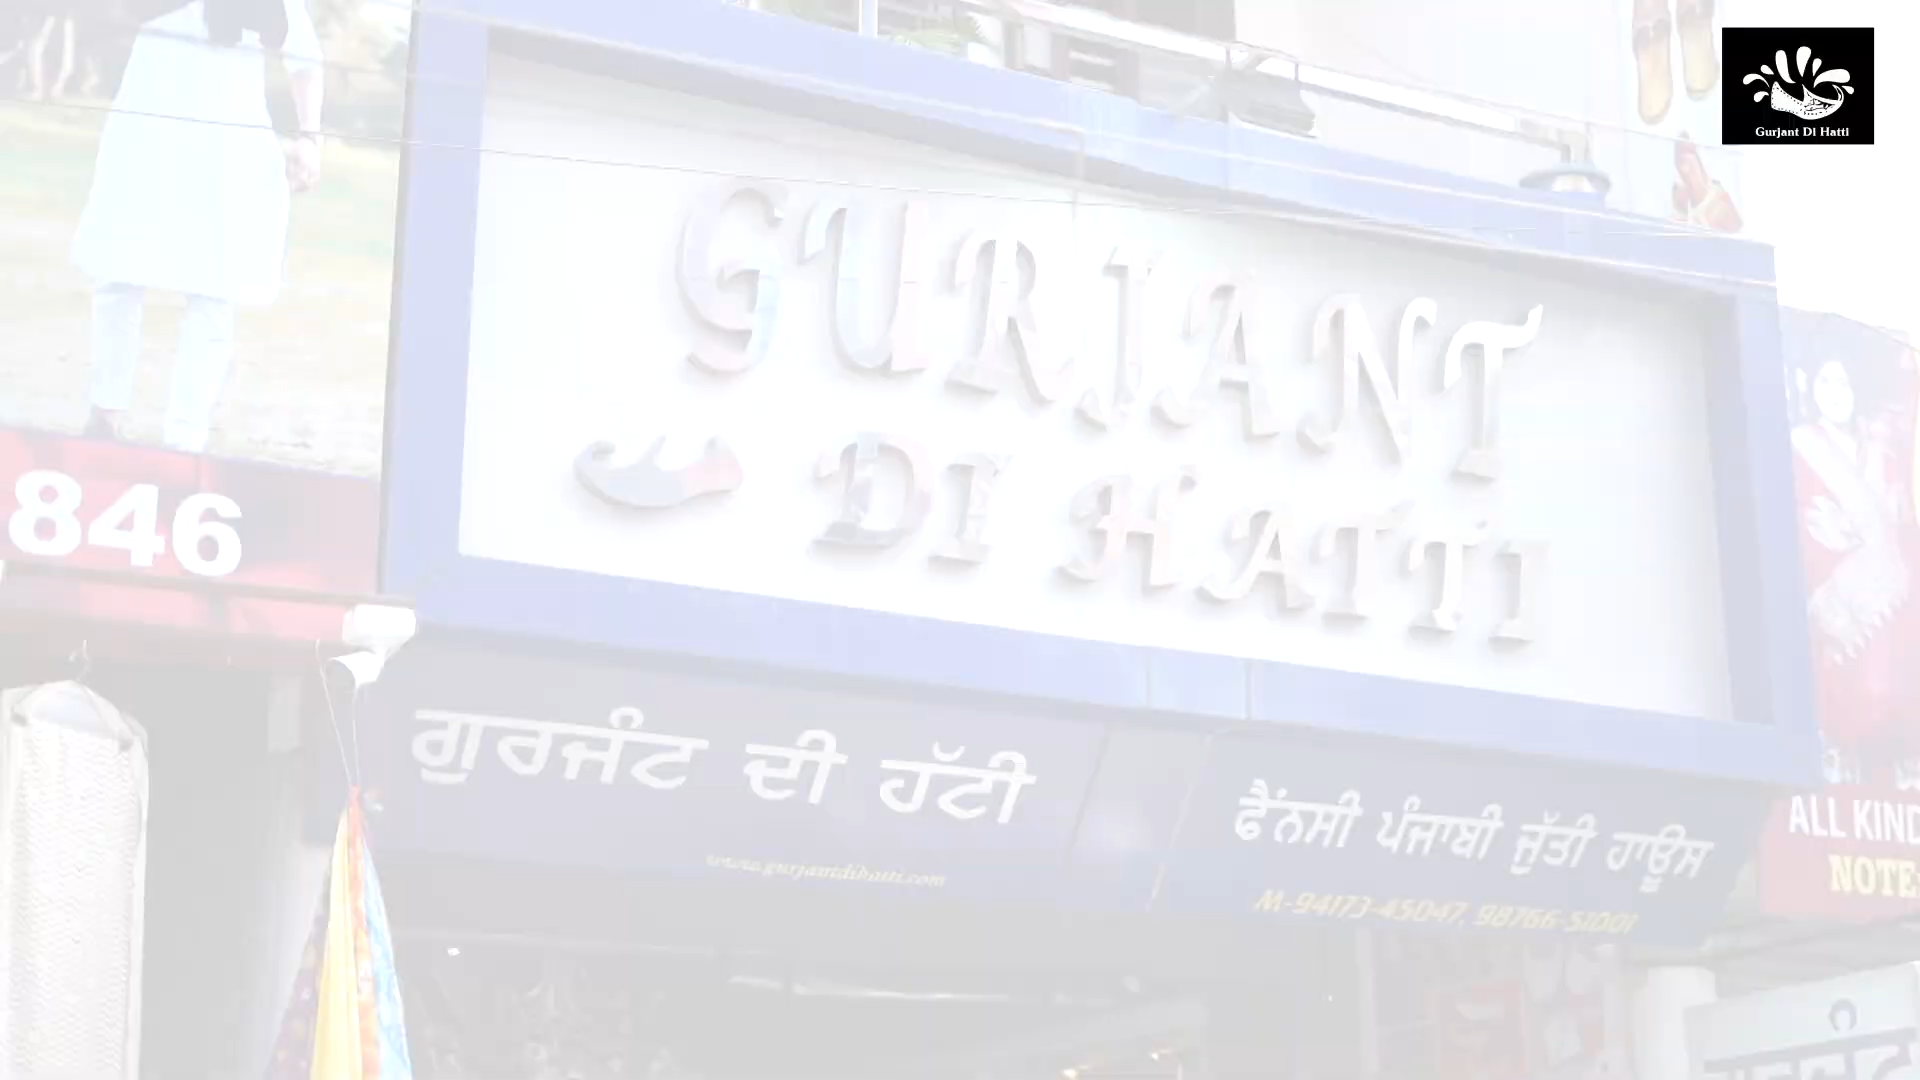 Gurjant Di Hatti
GURJANT
DI HATTI
846
ਗੁਰਜੰਟ ਦੀ ਹੱਟੀ
www.gurjantdihatti.com
ਫੈਂਨਸੀ ਪੰਜਾਬੀ ਜੁੱਤੀ ਹਾਊਸ
M-94173-45047, 98766-51001
ALL KIND
NOTE: